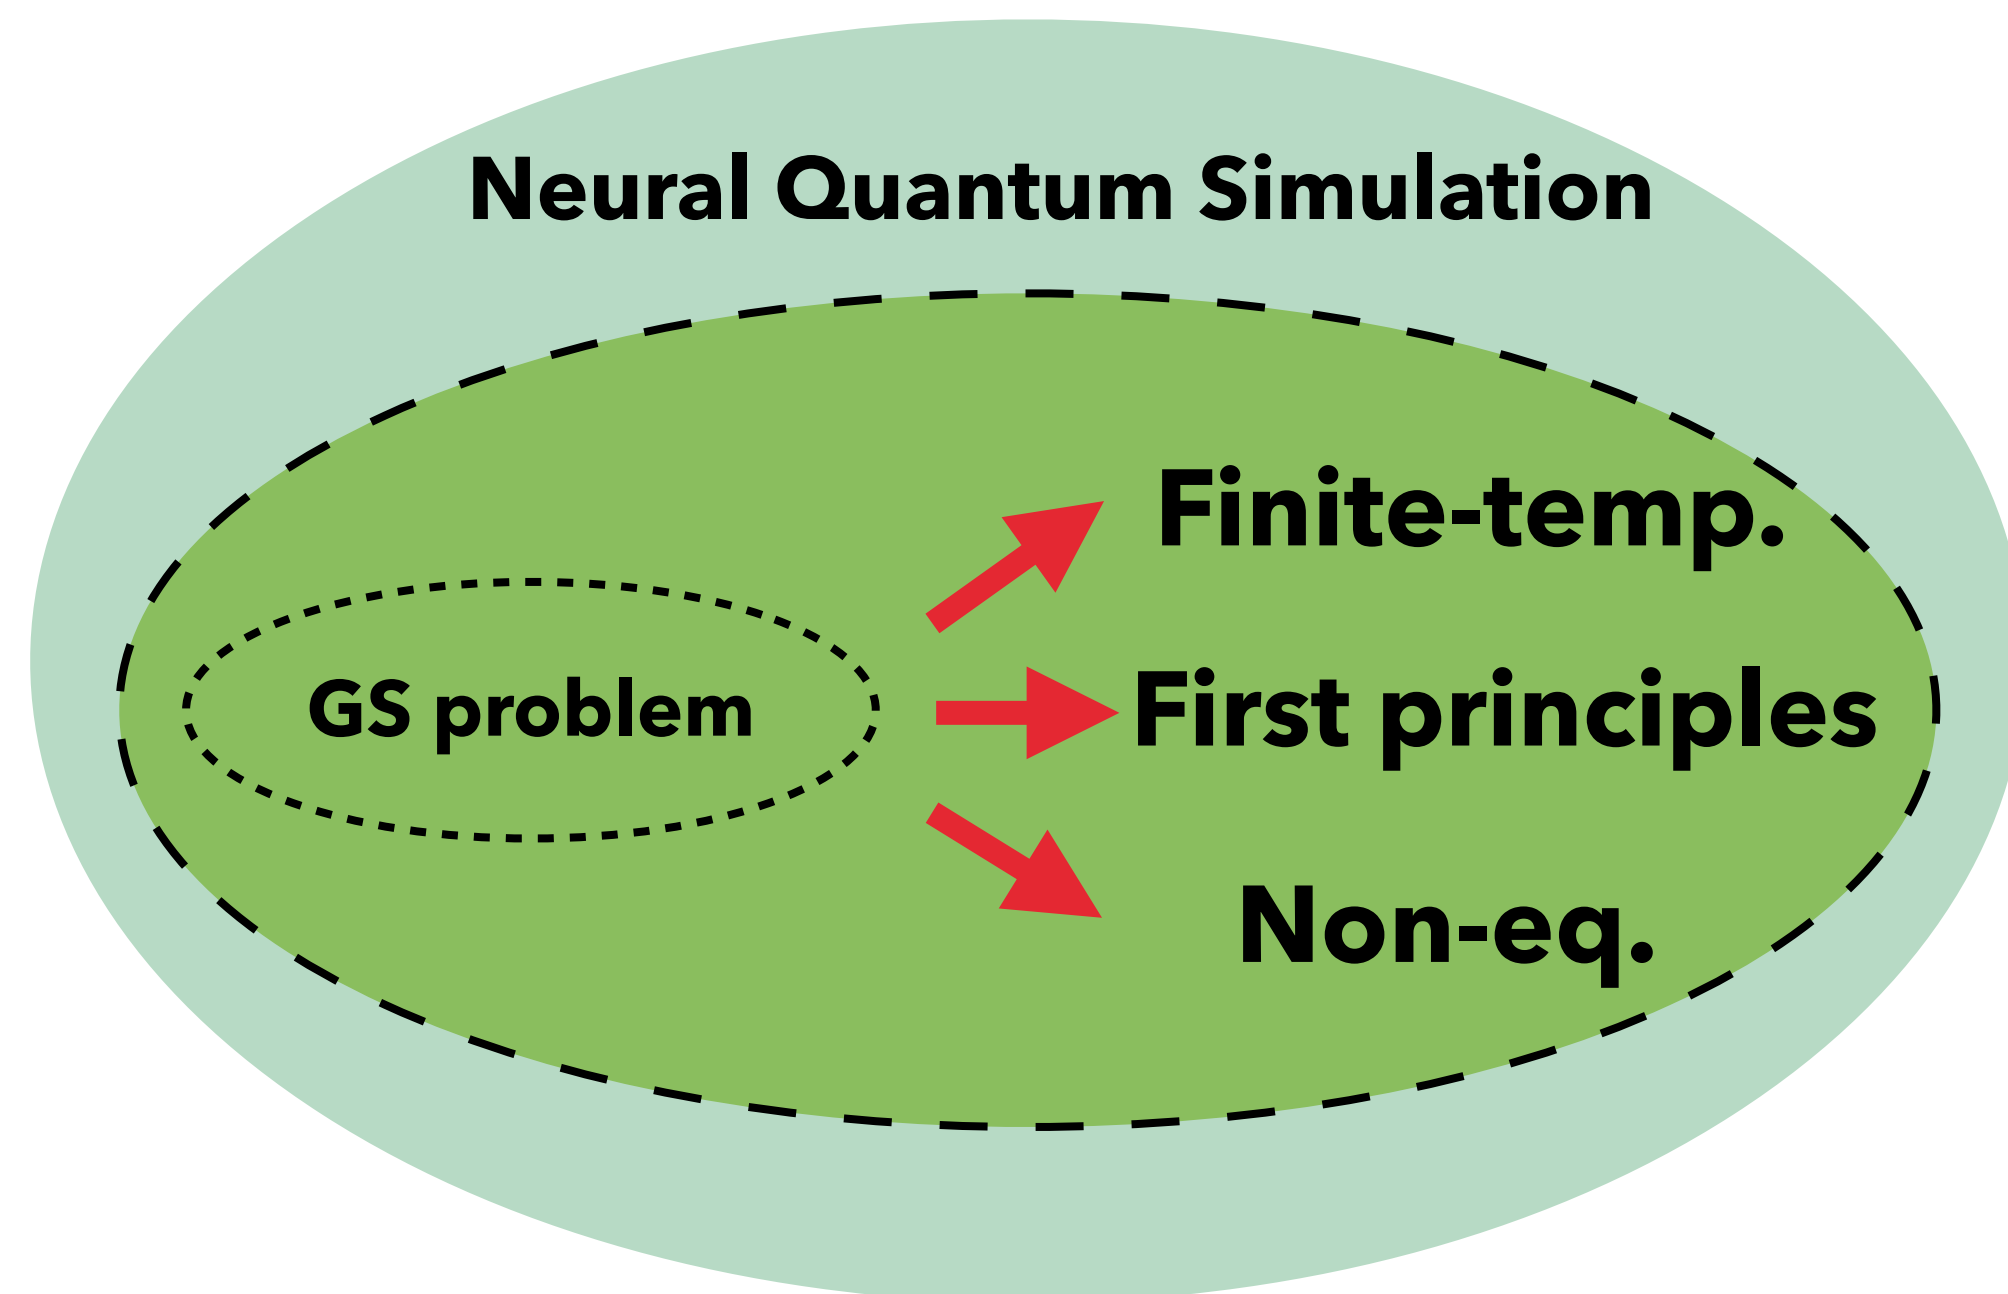 Neural Quantum Simulation
Finite-temp.
GS problem
First principles
Non-eq.